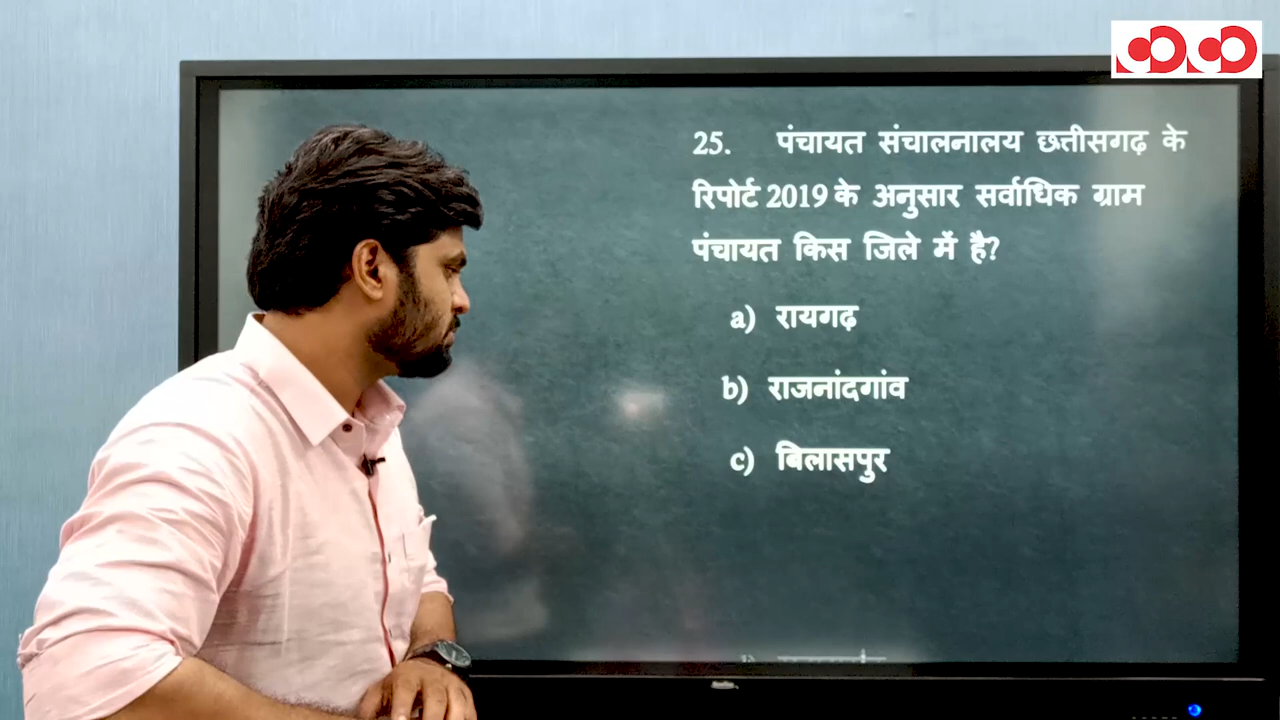 25. पंचायत संचालनालय छत्तीसगढ़ के
रिपोर्ट 2019 के अनुसार सर्वाधिक ग्राम
पंचायत किस जिले में है?
a) रायगढ़
b) राजनांदगांव
c) बिलासपुर